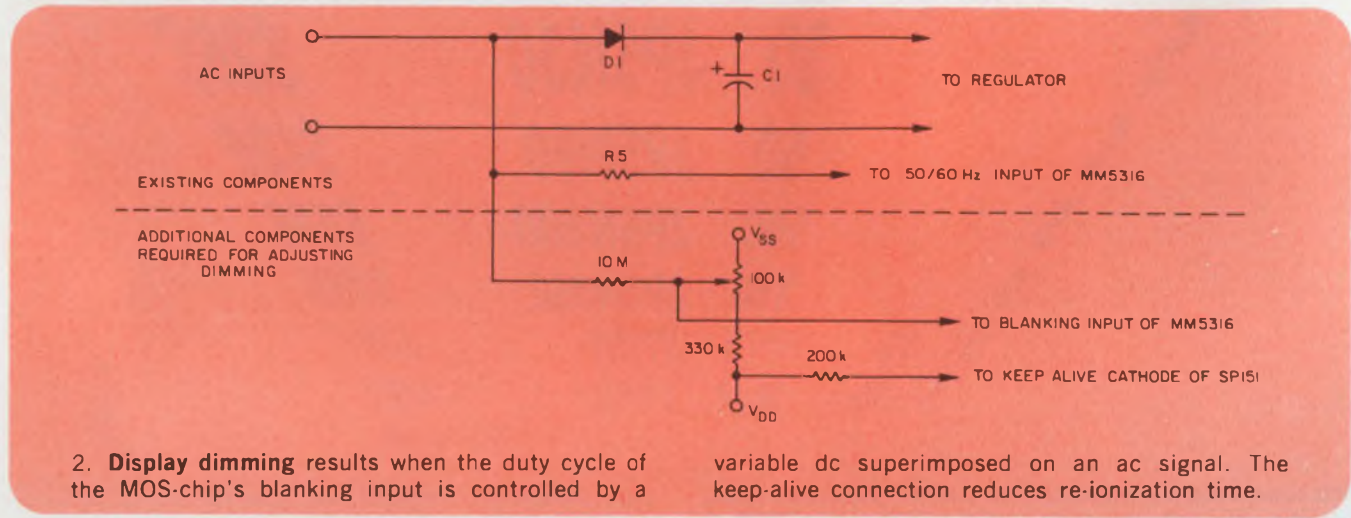 AC INPUTS
D1
+
C1
TO REGULATOR
R5
TO 50/60 Hz INPUT OF MM5316
EXISTING COMPONENTS
ADDITIONAL COMPONENTS
REQUIRED FOR ADJUSTING
DIMMING
VSS
10 M
100 k
TO BLANKING INPUT OF MM5316
330 k
200 k
TO KEEP ALIVE CATHODE OF SP151
VDD
2. Display dimming results when the duty cycle of
the MOS-chip's blanking input is controlled by a
variable dc superimposed on an ac signal. The
keep-alive connection reduces re-ionization time.